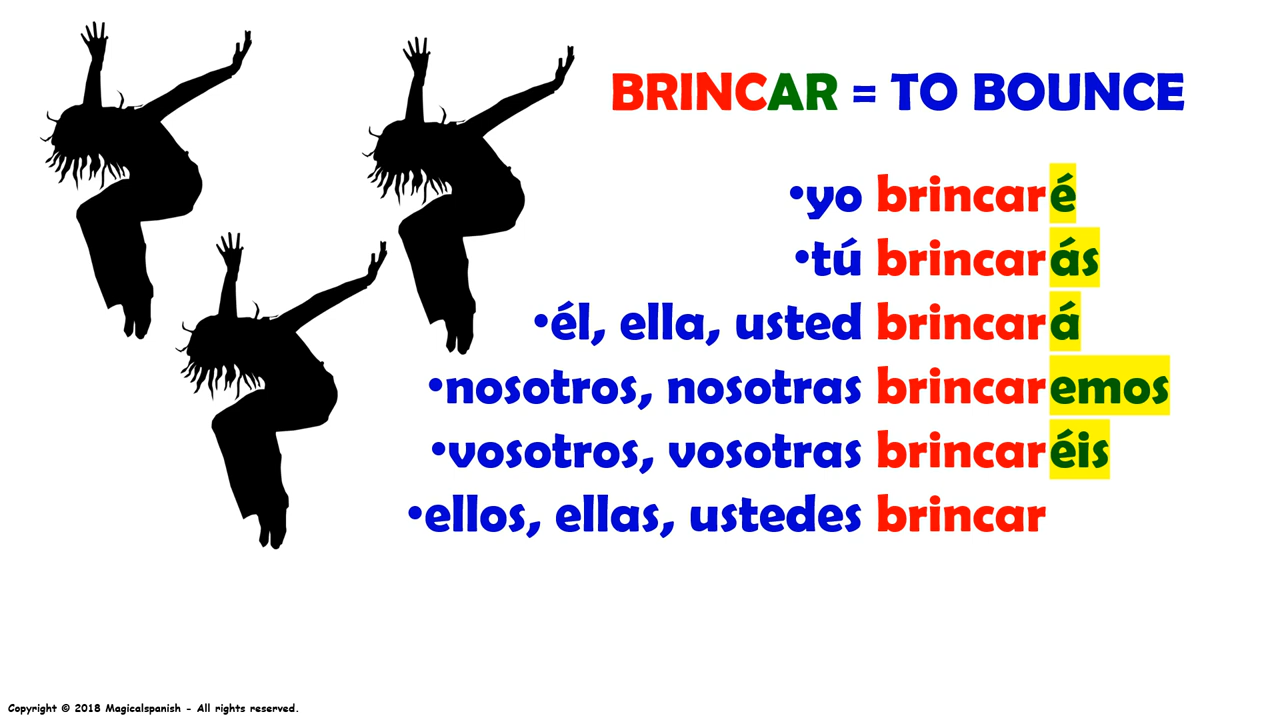 BRINCAR = TO BOUNCE
•yo brincaré
•tú brincarás
•él, ella, usted brincará
•nosotros, nosotras brincaremos
•vosotros, vosotras brincaréis
•ellos, ellas, ustedes brincar
Copyright © 2018 Magicalspanish - All rights reserved.